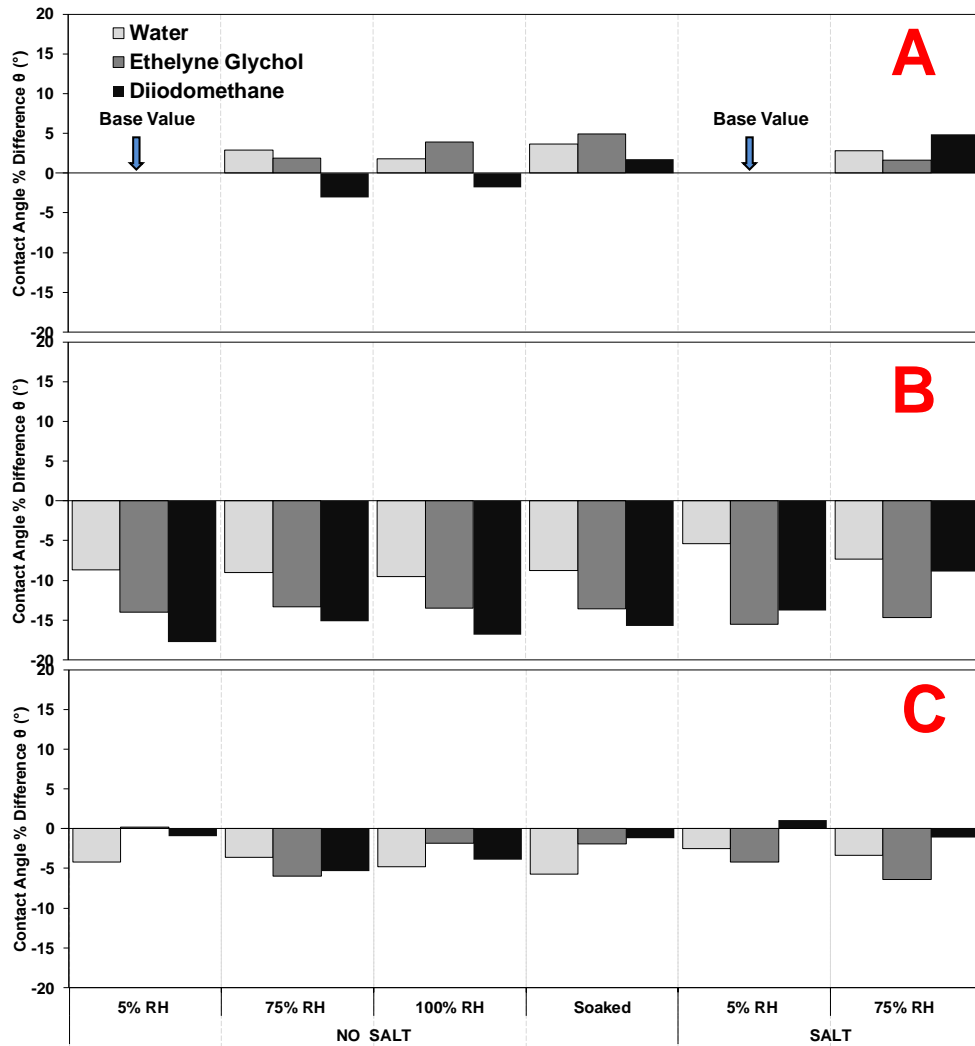 Contact Angle % Difference θ (°)
20
15
10
5
0
-5
-10
-15
-20
Water
Ethelyne Glychol
Diiodomethane
Base Value
Base Value
A
Contact Angle % Difference θ (°)
20
15
10
5
0
-5
-10
-15
-20
B
Contact Angle % Difference θ (°)
20
15
10
5
0
-5
-10
-15
-20
C
5% RH 75% RH 100% RH Soaked 5% RH 75% RH
NO SALT SALT